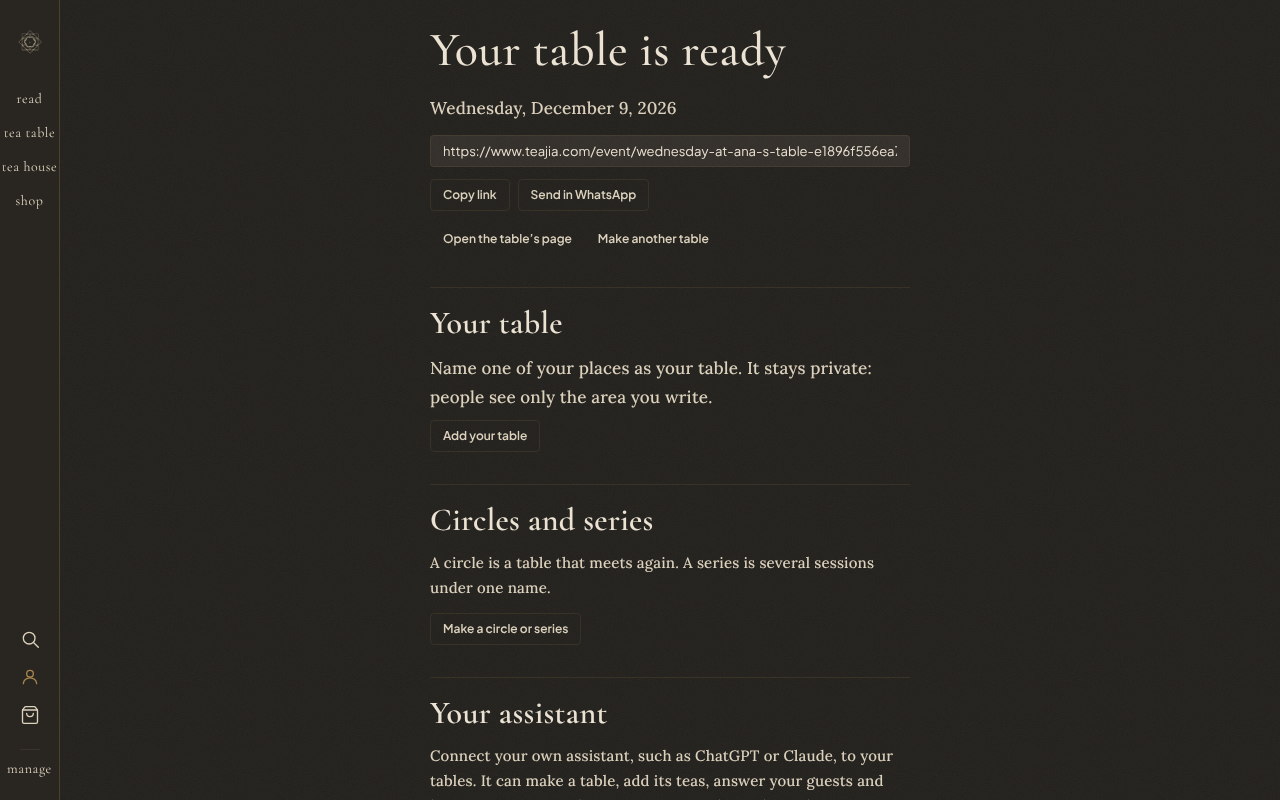 read
tea table
tea house
shop
manage
Your table is ready
Wednesday, December 9, 2026
https://www.teajia.com/event/wednesday-at-ana-s-table-e1896f556ea
Copy link
Send in WhatsApp
Open the table's page
Make another table
Your table
Name one of your places as your table. It stays private:
people see only the area you write.
Add your table
Circles and series
A circle is a table that meets again. A series is several sessions
under one name.
Make a circle or series
Your assistant
Connect your own assistant, such as ChatGPT or Claude, to your
tables. It can make a table, add its teas, answer your guests and